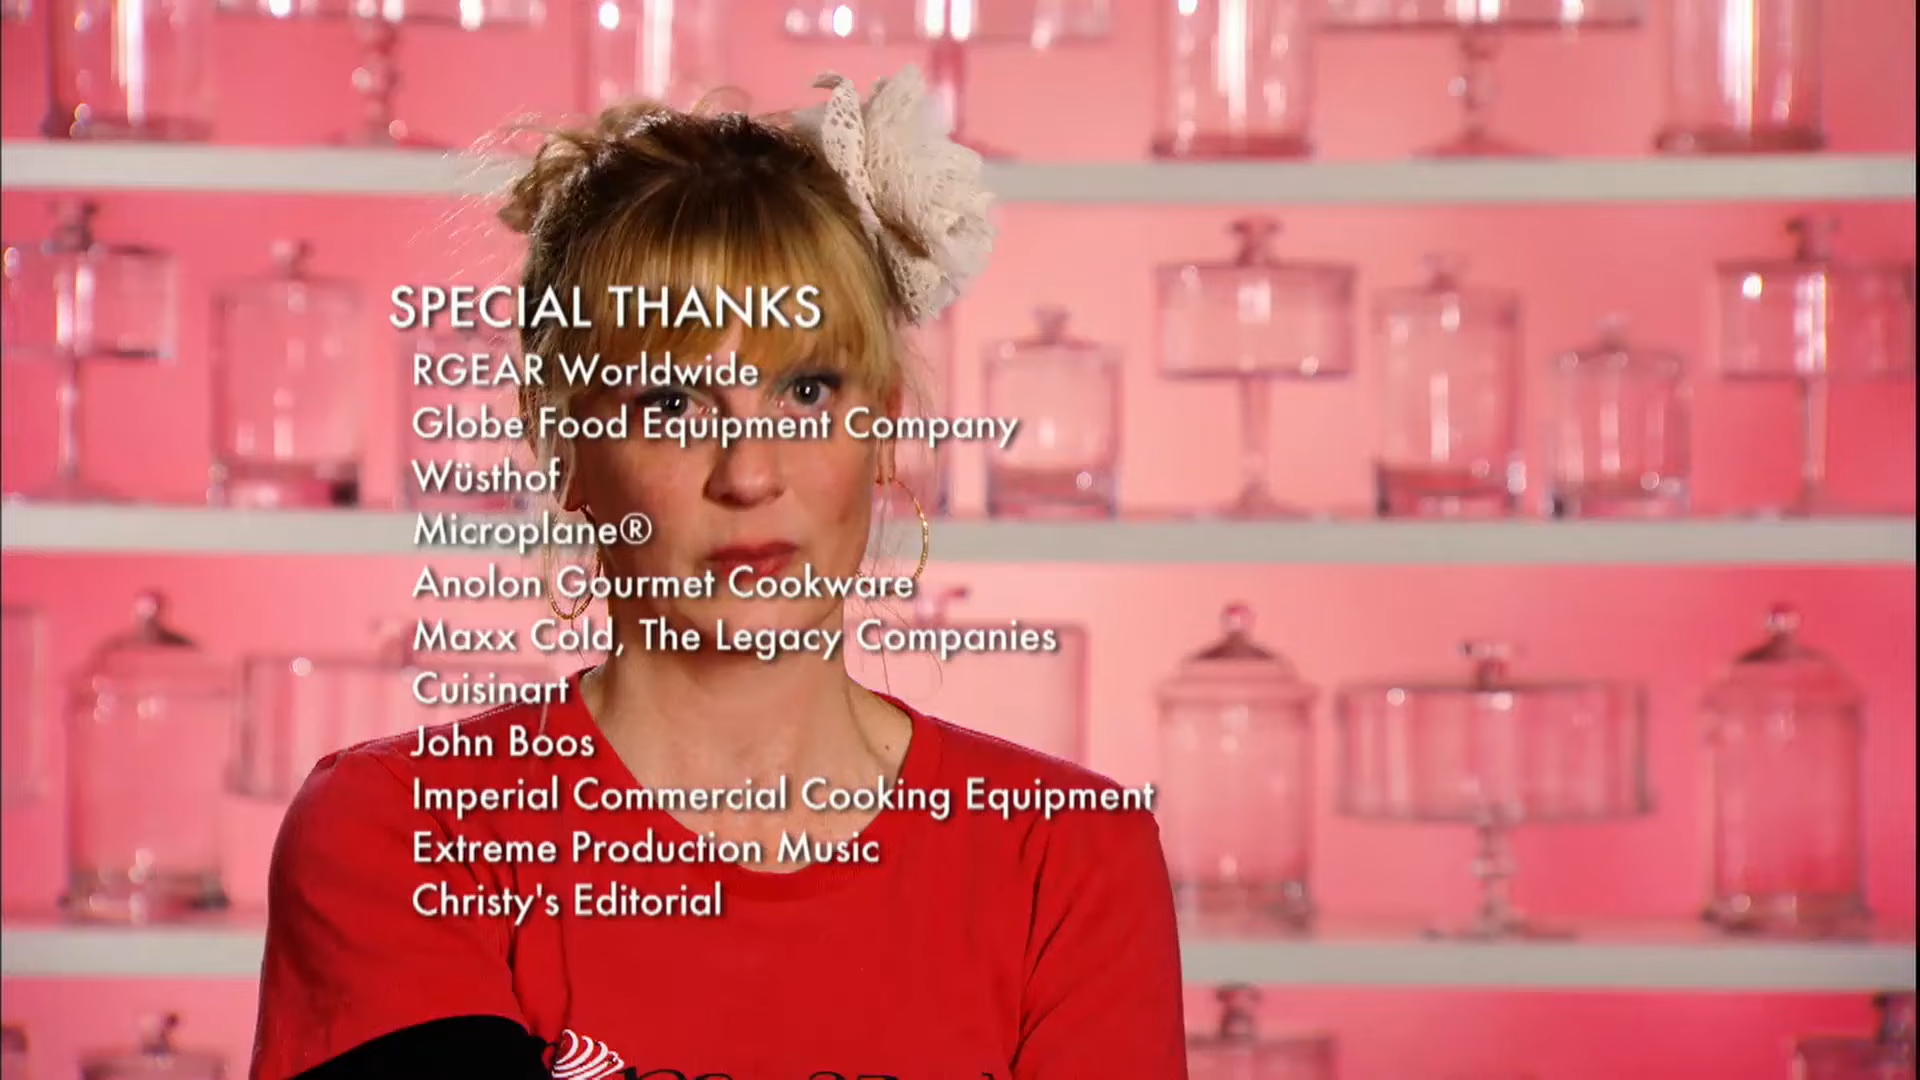 SPECIAL THANKS
RGEAR Worldwide
Globe Food Equipment Company
Wüsthof
Microplane®
Anolon Gourmet Cookware
Maxx Cold, The Legacy Companies
Cuisinart
John Boos
Imperial Commercial Cooking Equipment
Extreme Production Music
Christy's Editorial